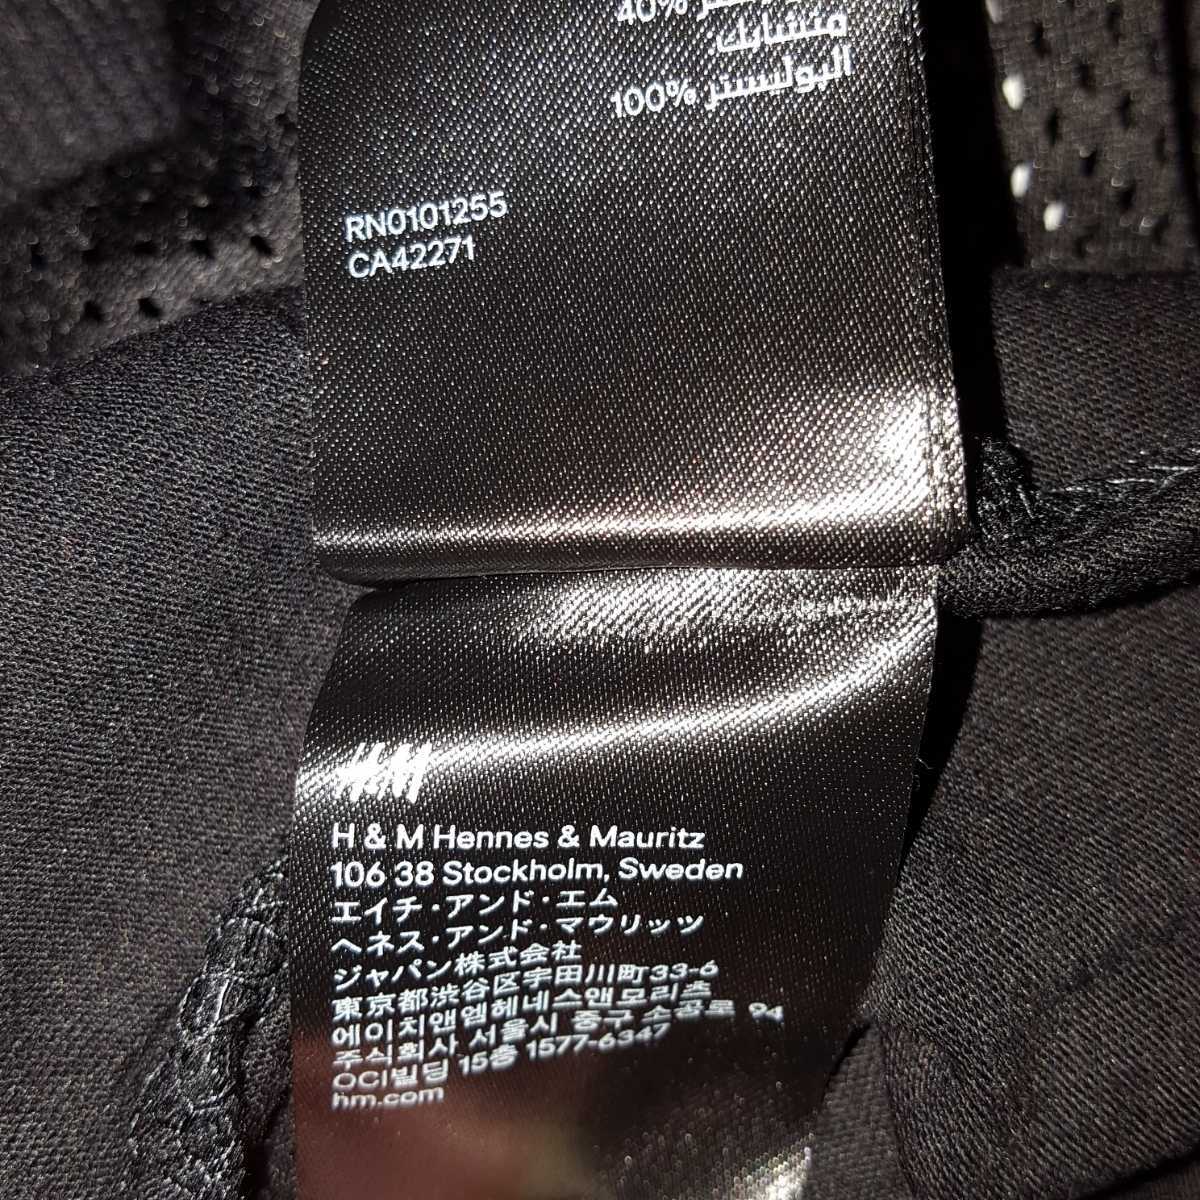 40%
متشابك
البوليستر 100%
RN0101255
CA42271
H&M
H & M Hennes & Mauritz
106 38 Stockholm, Sweden
エイチ・アンド・エム
ヘネス・アンド・マウリッツ
ジャパン株式会社
東京都渋谷区宇田川町33-6
에이치앤엠헤네스앤모리츠
주식회사 서울시 중구 소공로 94
OCI빌딩 15층 1577-6347
hm.com